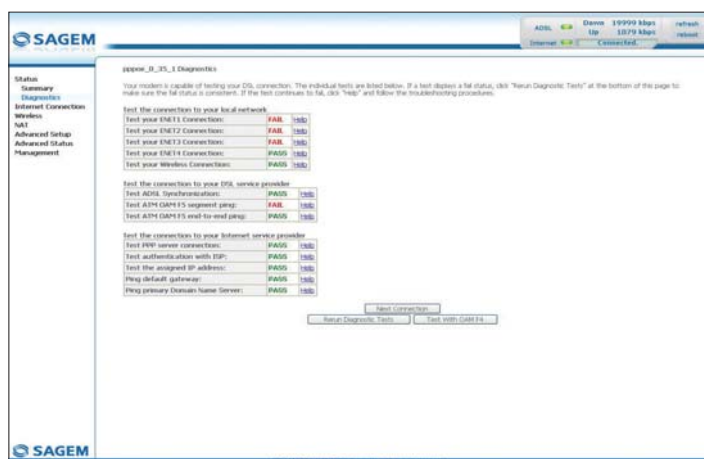 SAGEM
ADSL
Down 19999 kbps
Up 1079 kbps
Internet
Connected.
refresh
reboot
Status
Summary
Diagnostics
Internet Connection
Wireless
NAT
Advanced Setup
Advanced Status
Management
pppoe_0_35_1 Diagnostics
Your modem is capable of testing your DSL connection. The individual tests are listed below. If a test displays a fail status, click "Rerun Diagnostic Tests" at the bottom of this page to
make sure the fail status is consistent. If the test continues to fail, click "Help" and follow the troubleshooting procedures.
Test the connection to your local network
Test your ENET1 Connection: FAIL Help
Test your ENET2 Connection: FAIL Help
Test your ENET3 Connection: FAIL Help
Test your ENET4 Connection: PASS Help
Test your Wireless Connection: PASS Help
Test the connection to your DSL service provider
Test ADSL Synchronization: PASS Help
Test ATM OAM F5 segment ping: FAIL Help
Test ATM OAM F5 end-to-end ping: PASS Help
Test the connection to your Internet service provider
Test PPP server connection: PASS Help
Test authentication with ISP: PASS Help
Test the assigned IP address: PASS Help
Ping default gateway: PASS Help
Ping primary Domain Name Server: PASS Help
Next Connection
Rerun Diagnostic Tests
Test With OAM F4
SAGEM